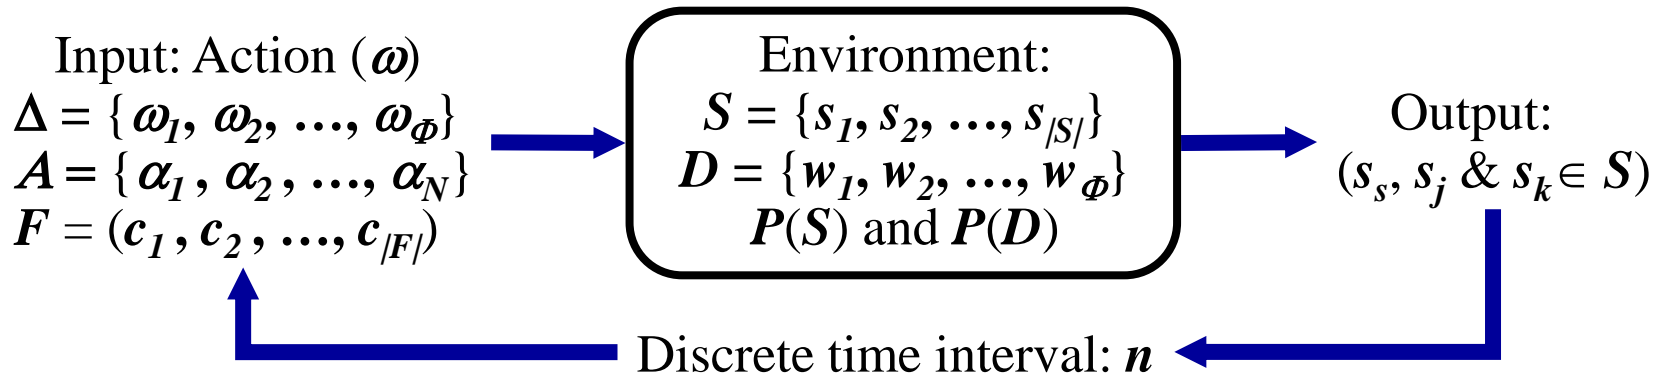 Input: Action (ω)
Δ = {ω1, ω2, …, ωΦ}
A = {α1 , α2 , …, αN}
F = (c1 , c2 , …, c|F|)
Environment:
S = {s1, s2, …, s|S|}
D = {w1, w2, …, wΦ}
P(S) and P(D)
Output:
(ss, sj & sk∈ S)
Discrete time interval: n